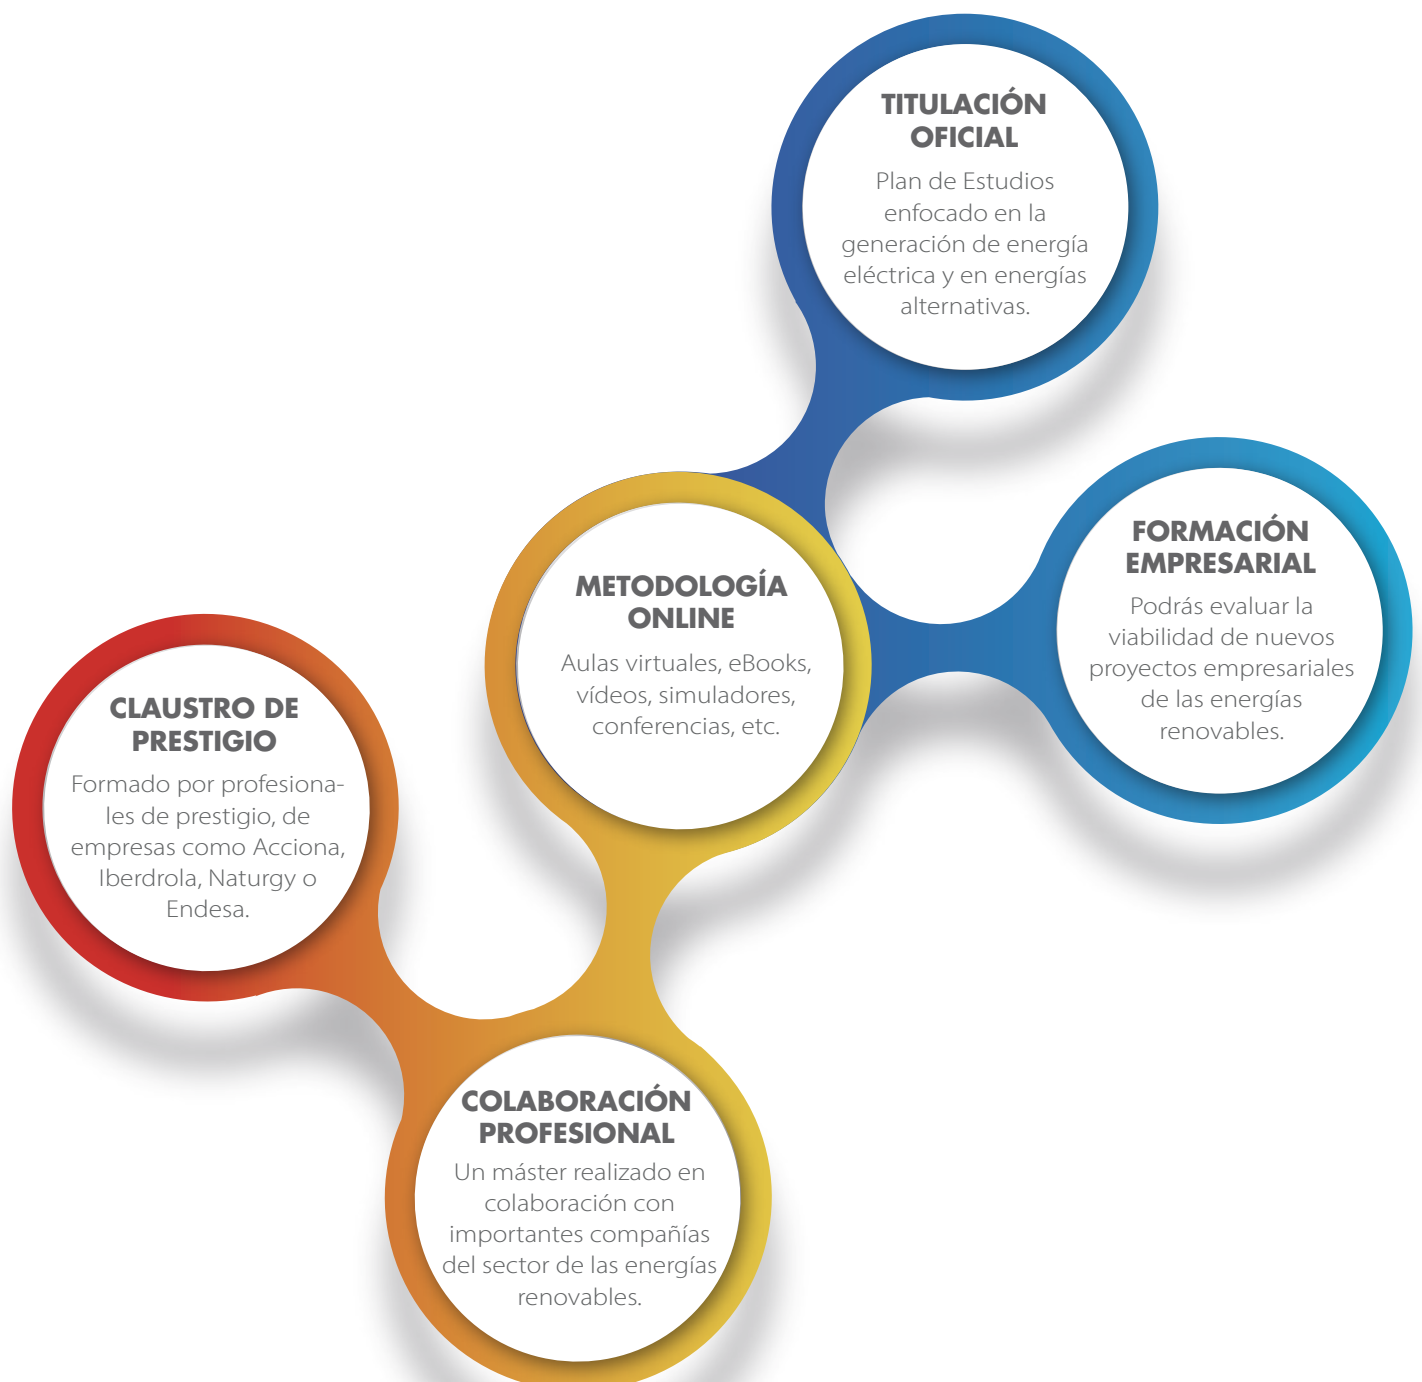 TITULACIÓN
OFICIAL
Plan de Estudios
enfocado en la
generación de energía
eléctrica y en energías
alternativas.
FORMACIÓN
EMPRESARIAL
Podrás evaluar la
viabilidad de nuevos
proyectos empresariales
de las energías
renovables.
METODOLOGÍA
ONLINE
Aulas virtuales, eBooks,
vídeos, simuladores,
conferencias, etc.
CLAUSTRO DE
PRESTIGIO
Formado por profesiona-
les de prestigio, de
empresas como Acciona,
Iberdrola, Naturgy o
Endesa.
COLABORACIÓN
PROFESIONAL
Un máster realizado en
colaboración con
importantes compañías
del sector de las energías
renovables.